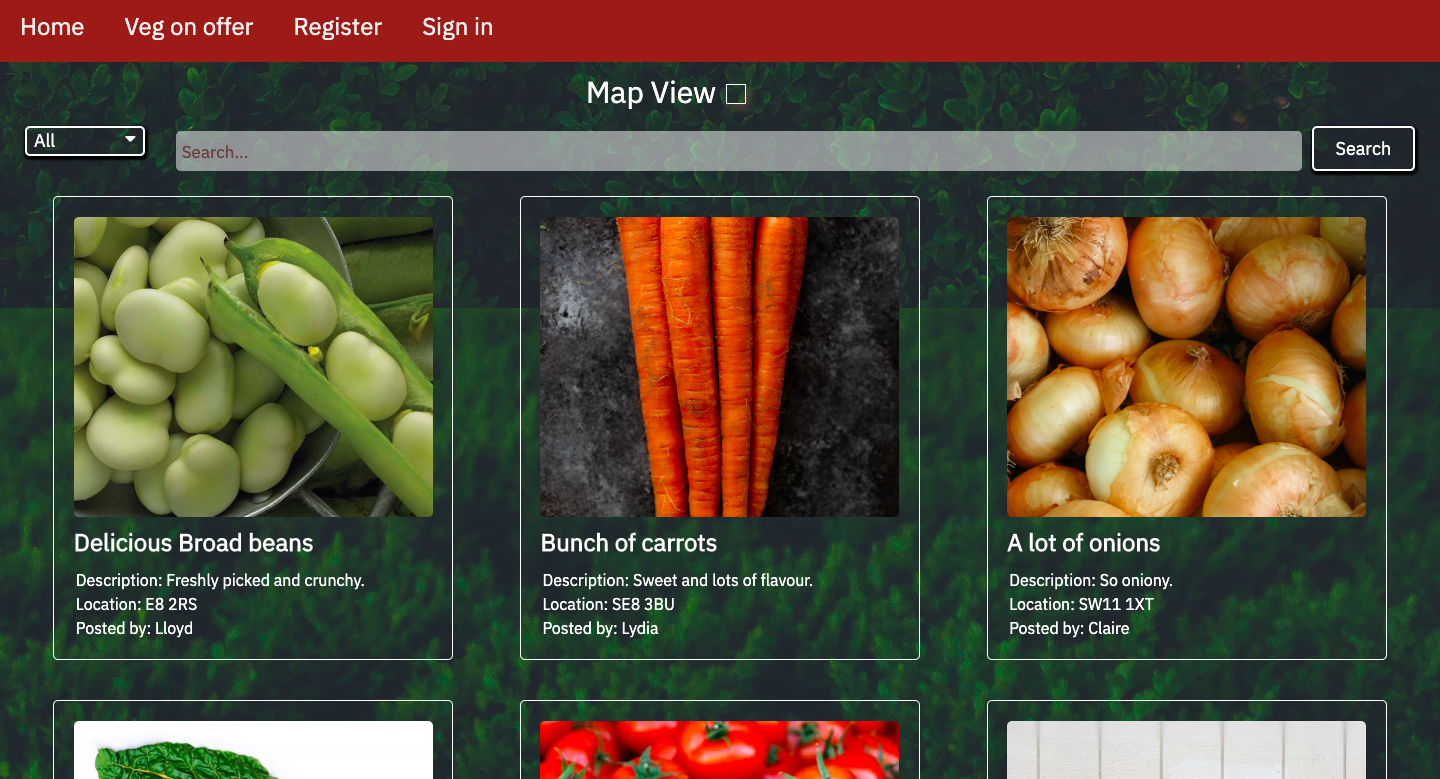 Home Veg on offer Register Sign in
Map View
All Search... Search
Delicious Broad beans
Description: Freshly picked and crunchy.
Location: E8 2RS
Posted by: Lloyd
Bunch of carrots
Description: Sweet and lots of flavour.
Location: SE8 3BU
Posted by: Lydia
A lot of onions
Description: So oniony.
Location: SW11 1XT
Posted by: Claire